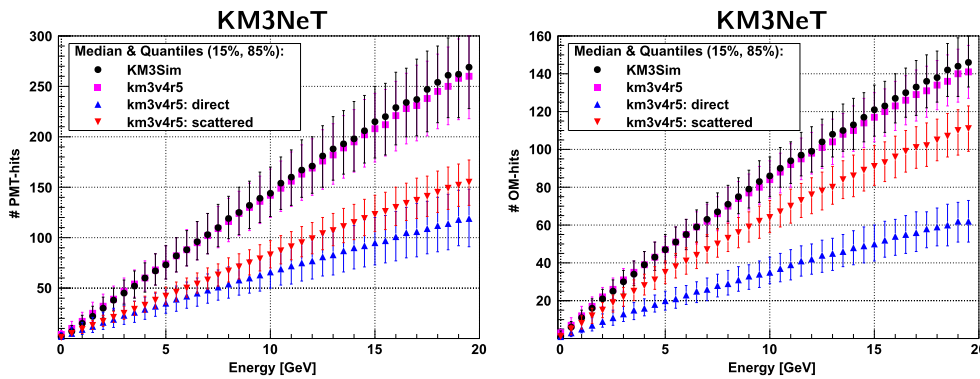 KM3NeT
Median & Quantiles (15%, 85%):
KM3Sim
km3v4r5
km3v4r5: direct
km3v4r5: scattered
# PMT-hits
300
250
200
150
100
50
0
5
10
15
20
Energy [GeV]
KM3NeT
Median & Quantiles (15%, 85%):
KM3Sim
km3v4r5
km3v4r5: direct
km3v4r5: scattered
# OM-hits
160
140
120
100
80
60
40
20
0
5
10
15
20
Energy [GeV]